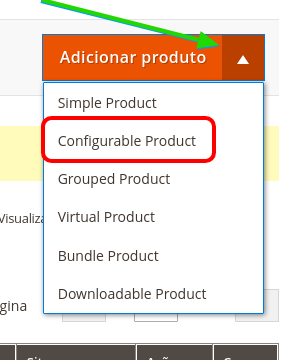 Adicionar produto
Simple Product
Configurable Product
Grouped Product
Virtual Product
Visualiza
Bundle Product
Downloadable Product
gina